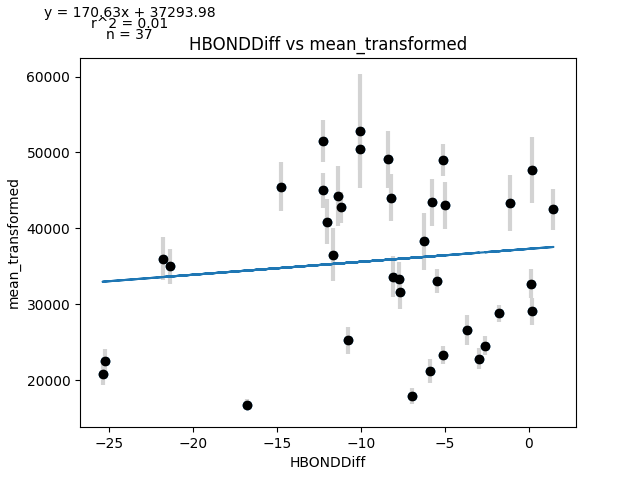 y = 170.63x + 37293.98
r^2 = 0.01
n = 37
HBONDDiff vs mean_transformed
60000
50000
40000
30000
20000
mean_transformed
−25
−20
−15
−10
−5
0
HBONDDiff